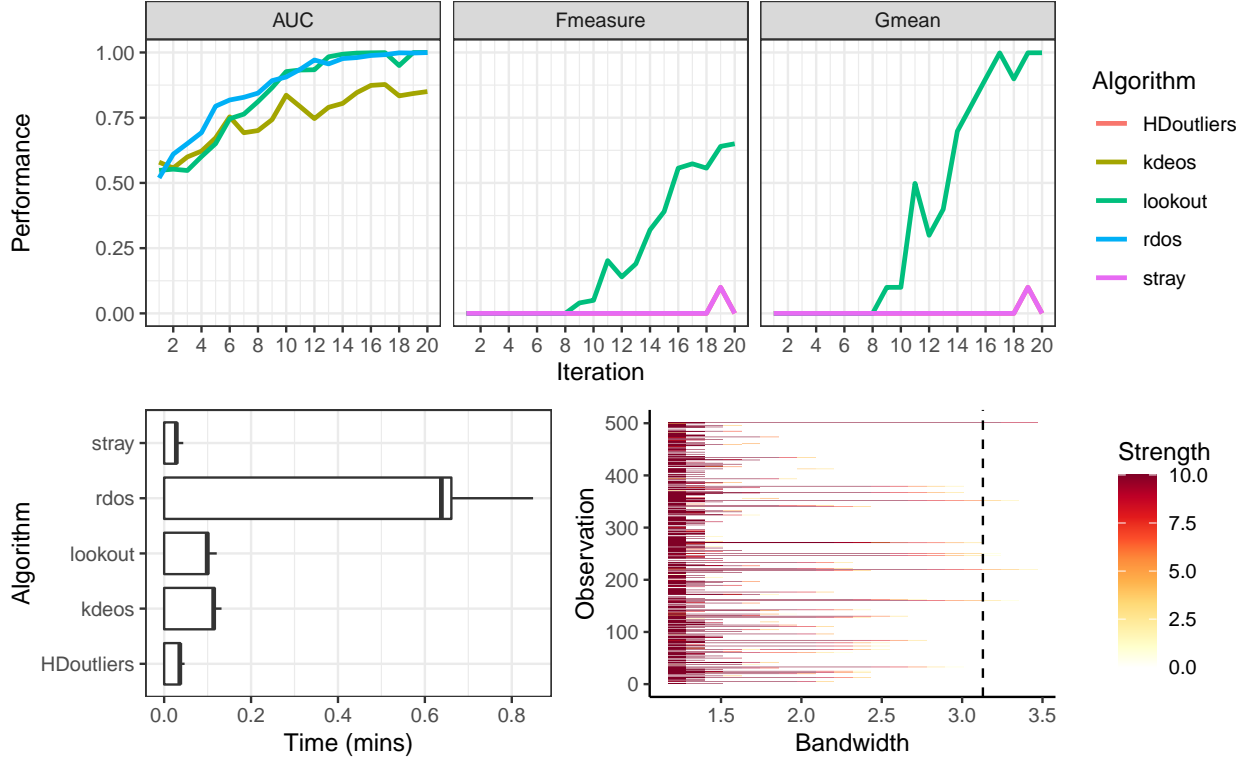 AUC Fmeasure Gmean
Performance
1.00
0.75
0.50
0.25
0.00
2 4 6 8 10 12 14 16 18 20 2 4 6 8 10 12 14 16 18 20 2 4 6 8 10 12 14 16 18 20
Iteration
Algorithm
HDoutliers
kdeos
lookout
rdos
stray
Algorithm
stray
rdos
lookout
kdeos
HDoutliers
0.0 0.2 0.4 0.6 0.8
Time (mins)
Observation
500
400
300
200
100
0
1.5 2.0 2.5 3.0 3.5
Bandwidth
Strength
10.0
7.5
5.0
2.5
0.0